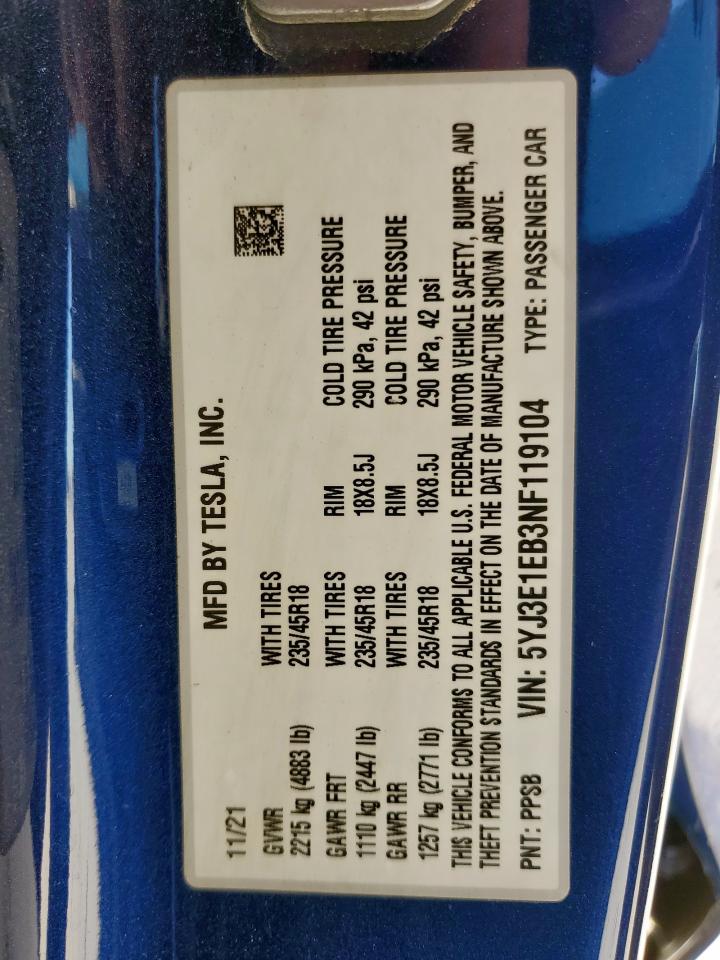 MFD BY TESLA, INC.
11/21
GVWR WITH TIRES
2215 kg (4883 lb) 235/45R18
GAWR FRT WITH TIRES RIM COLD TIRE PRESSURE
1110 kg (2447 lb) 235/45R18 18X8.5J 290 kPa, 42 psi
GAWR RR WITH TIRES RIM COLD TIRE PRESSURE
1257 kg (2771 lb) 235/45R18 18X8.5J 290 kPa, 42 psi
THIS VEHICLE CONFORMS TO ALL APPLICABLE U.S. FEDERAL MOTOR VEHICLE SAFETY, BUMPER, AND
THEFT PREVENTION STANDARDS IN EFFECT ON THE DATE OF MANUFACTURE SHOWN ABOVE.
PNT: PPSB VIN: 5YJ3E1EB3NF119104 TYPE: PASSENGER CAR